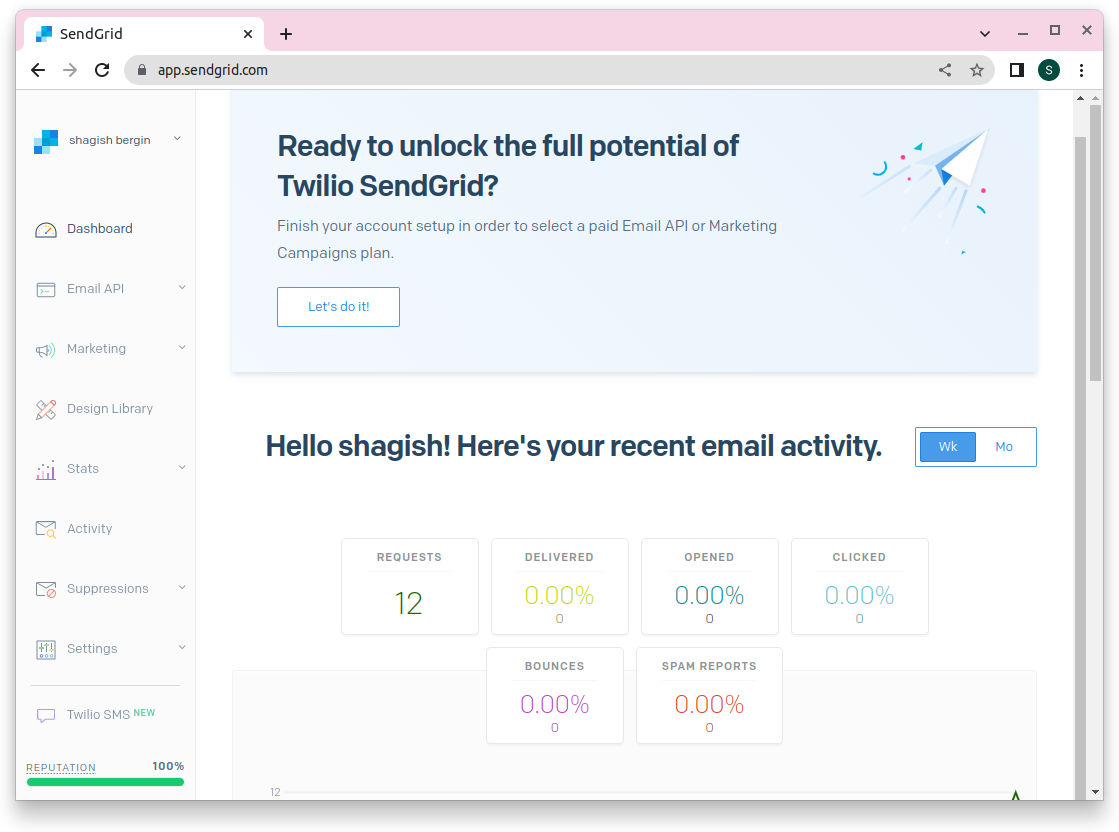 SendGrid
app.sendgrid.com
S
shagish bergin
Dashboard
Email API
Marketing
Design Library
Stats
Activity
Suppressions
Settings
Twilio SMS NEW
REPUTATION 100%
Ready to unlock the full potential of
Twilio SendGrid?
Finish your account setup in order to select a paid Email API or Marketing
Campaigns plan.
Let's do it!
Hello shagish! Here's your recent email activity.
Wk Mo
REQUESTS
12
DELIVERED
0.00%
0
OPENED
0.00%
0
CLICKED
0.00%
0
BOUNCES
0.00%
0
SPAM REPORTS
0.00%
0
12